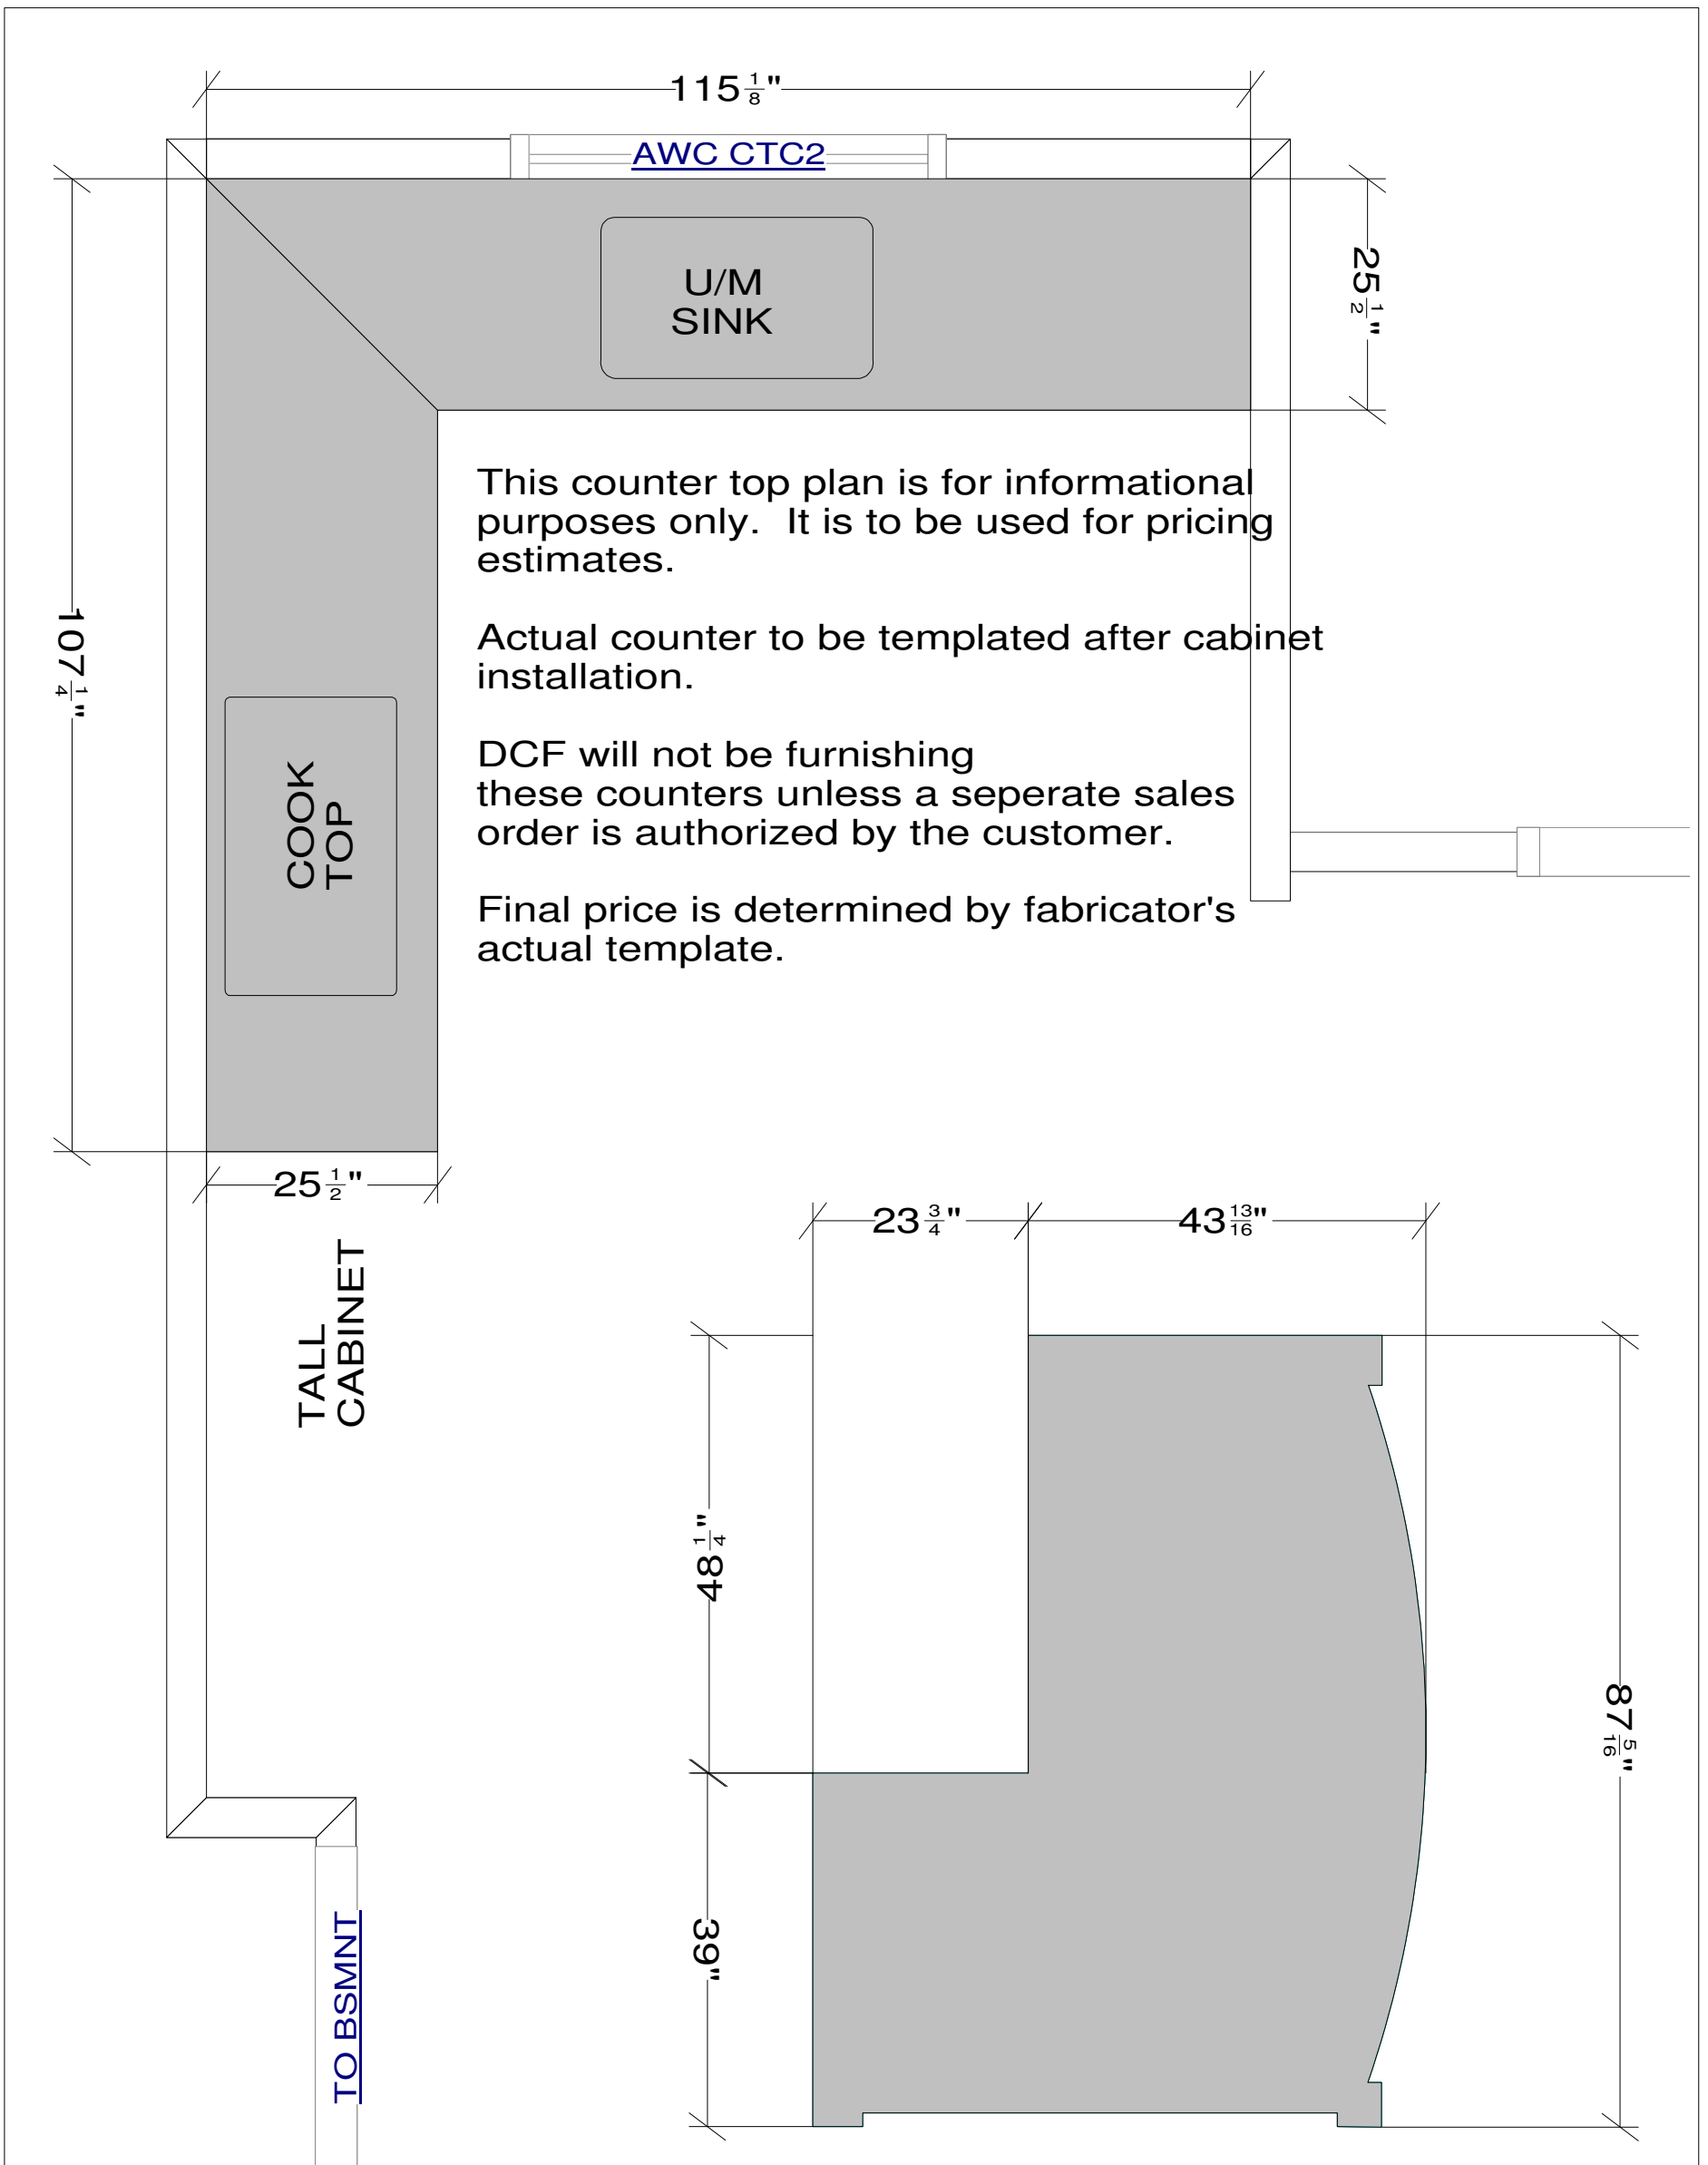 115 1/8"
AWC CTC2
U/M
SINK
25 1/2"
This counter top plan is for informational
purposes only.  It is to be used for pricing
estimates.
Actual counter to be templated after cabinet
installation.
DCF will not be furnishing
these counters unless a seperate sales
order is authorized by the customer.
Final price is determined by fabricator's
actual template.
107 1/4"
COOK
TOP
25 1/2"
TALL
CABINET
23 3/4"
43 13/16"
48 1/4"
87 5/16"
39"
TO BSMNT